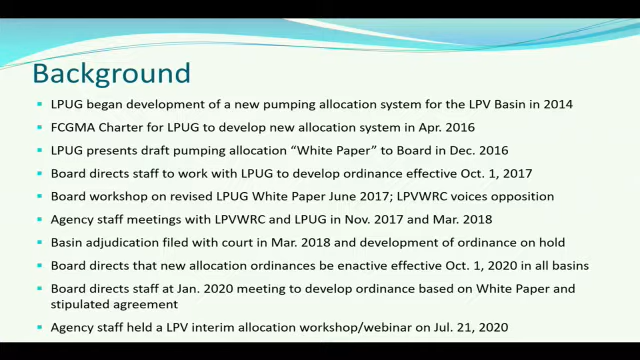 Background
LPUG began development of a new pumping allocation system for the LPV Basin in 2014
FCGMA Charter for LPUG to develop new allocation system in Apr. 2016
LPUG presents draft pumping allocation “White Paper” to Board in Dec. 2016
Board directs staff to work with LPUG to develop ordinance effective Oct. 1, 2017
Board workshop on revised LPUG White Paper June 2017; LPVWRC voices opposition
Agency staff meetings with LPVWRC and LPUG in Nov. 2017 and Mar. 2018
Basin adjudication filed with court in Mar. 2018 and development of ordinance on hold
Board directs that new allocation ordinances be enactive effective Oct. 1, 2020 in all basins
Board directs staff at Jan. 2020 meeting to develop ordinance based on White Paper and
stipulated agreement
Agency staff held a LPV interim allocation workshop/webinar on Jul. 21, 2020